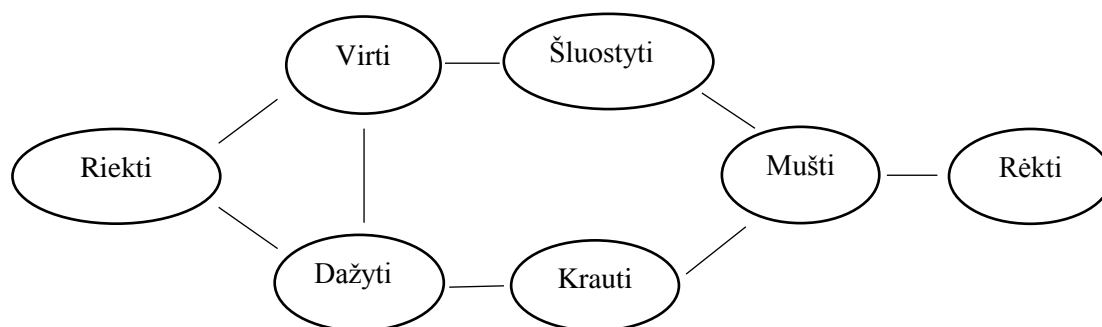 Virti
Šluostyti
Riekti
Mušti
Rėkti
Dažyti
Krauti